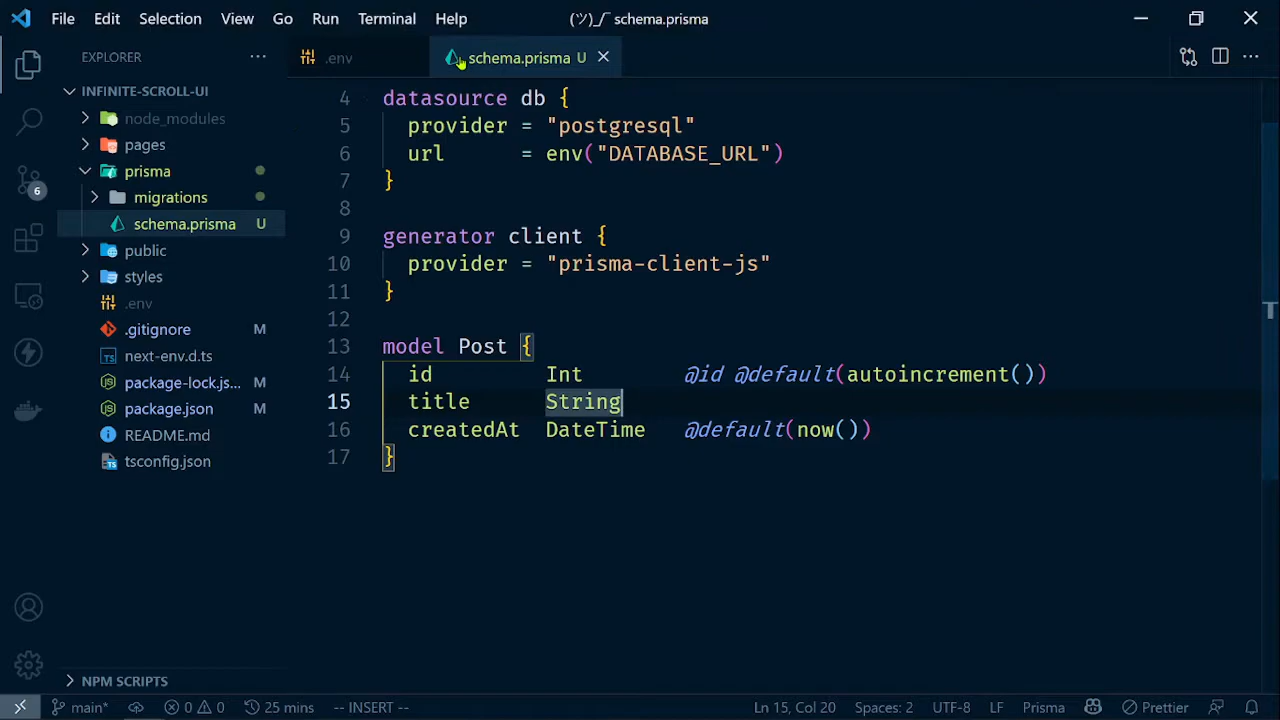 File Edit Selection View Go Run Terminal Help
(ツ)_/¯ schema.prisma
EXPLORER
.env
schema.prisma U
INFINITE-SCROLL-UI
node_modules
pages
prisma
migrations
schema.prisma U
public
styles
.env
.gitignore M
next-env.d.ts
package-lock.js... M
package.json M
README.md
tsconfig.json
NPM SCRIPTS
6
4 datasource db {
5 provider = "postgresql"
6 url = env("DATABASE_URL")
7 }
8
9 generator client {
10 provider = "prisma-client-js"
11 }
12
13 model Post {
14 id Int @id @default(autoincrement())
15 title String
16 createdAt DateTime @default(now())
17 }
main* 0 0 25 mins -- INSERT -- Ln 15, Col 20 Spaces: 2 UTF-8 LF Prisma Prettier